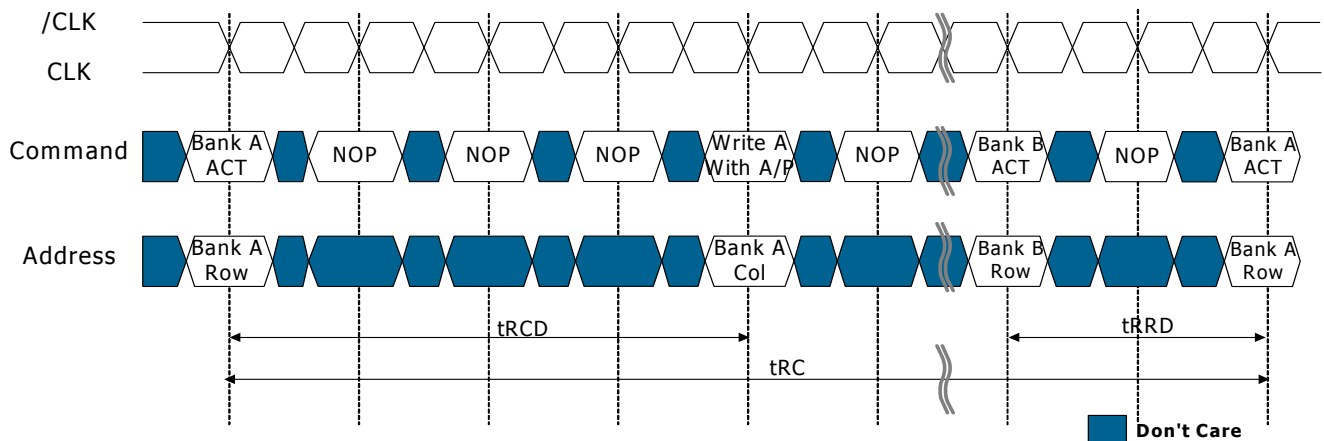 /CLK
CLK
Command
Bank A
ACT
NOP
NOP
NOP
Write A
With A/P
NOP
Bank B
ACT
NOP
Bank A
ACT
Address
Bank A
Row
Bank A
Col
Bank B
Row
Bank A
Row
tRCD
tRRD
tRC
Don't Care